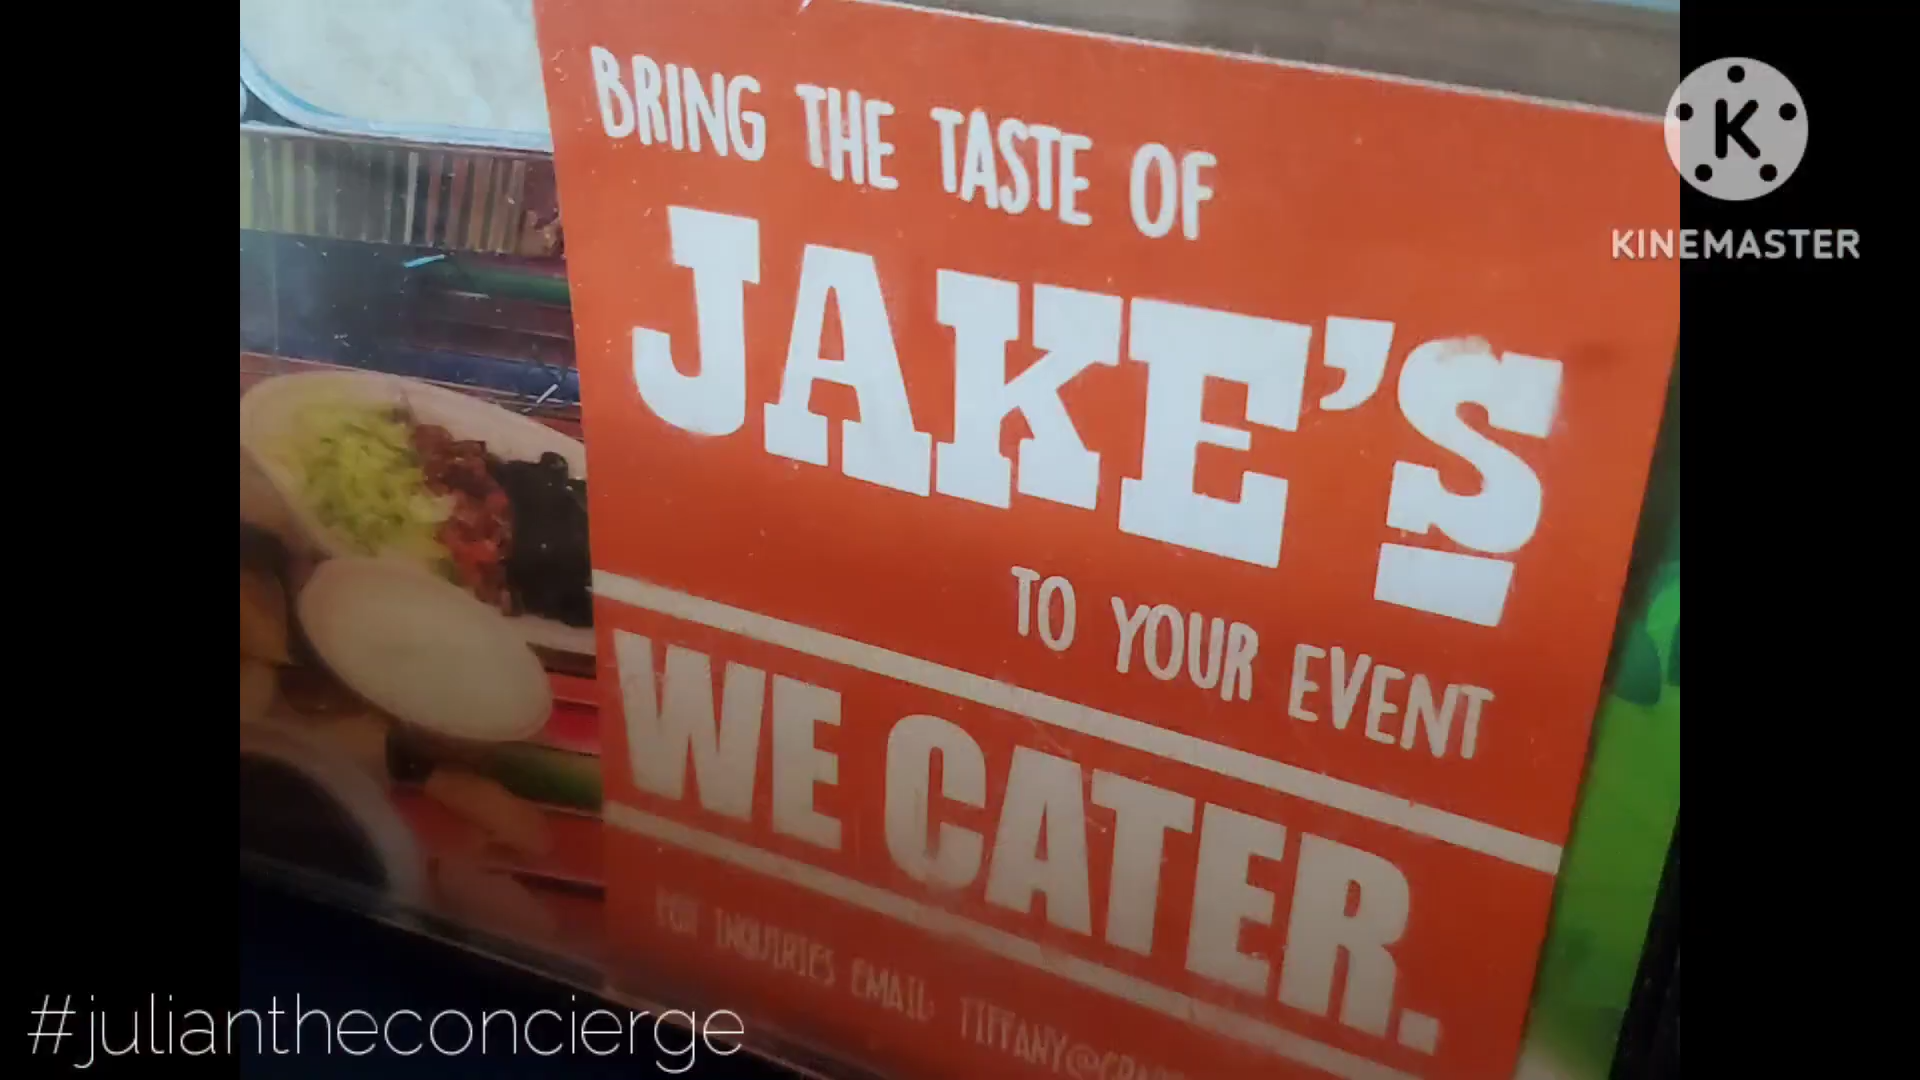 BRING THE TASTE OF
JAKE'S
TO YOUR EVENT
WE CATER.
FOR INQUIRIES EMAIL: TIFFANY@
K
KINEMASTER
#juliantheconcierge